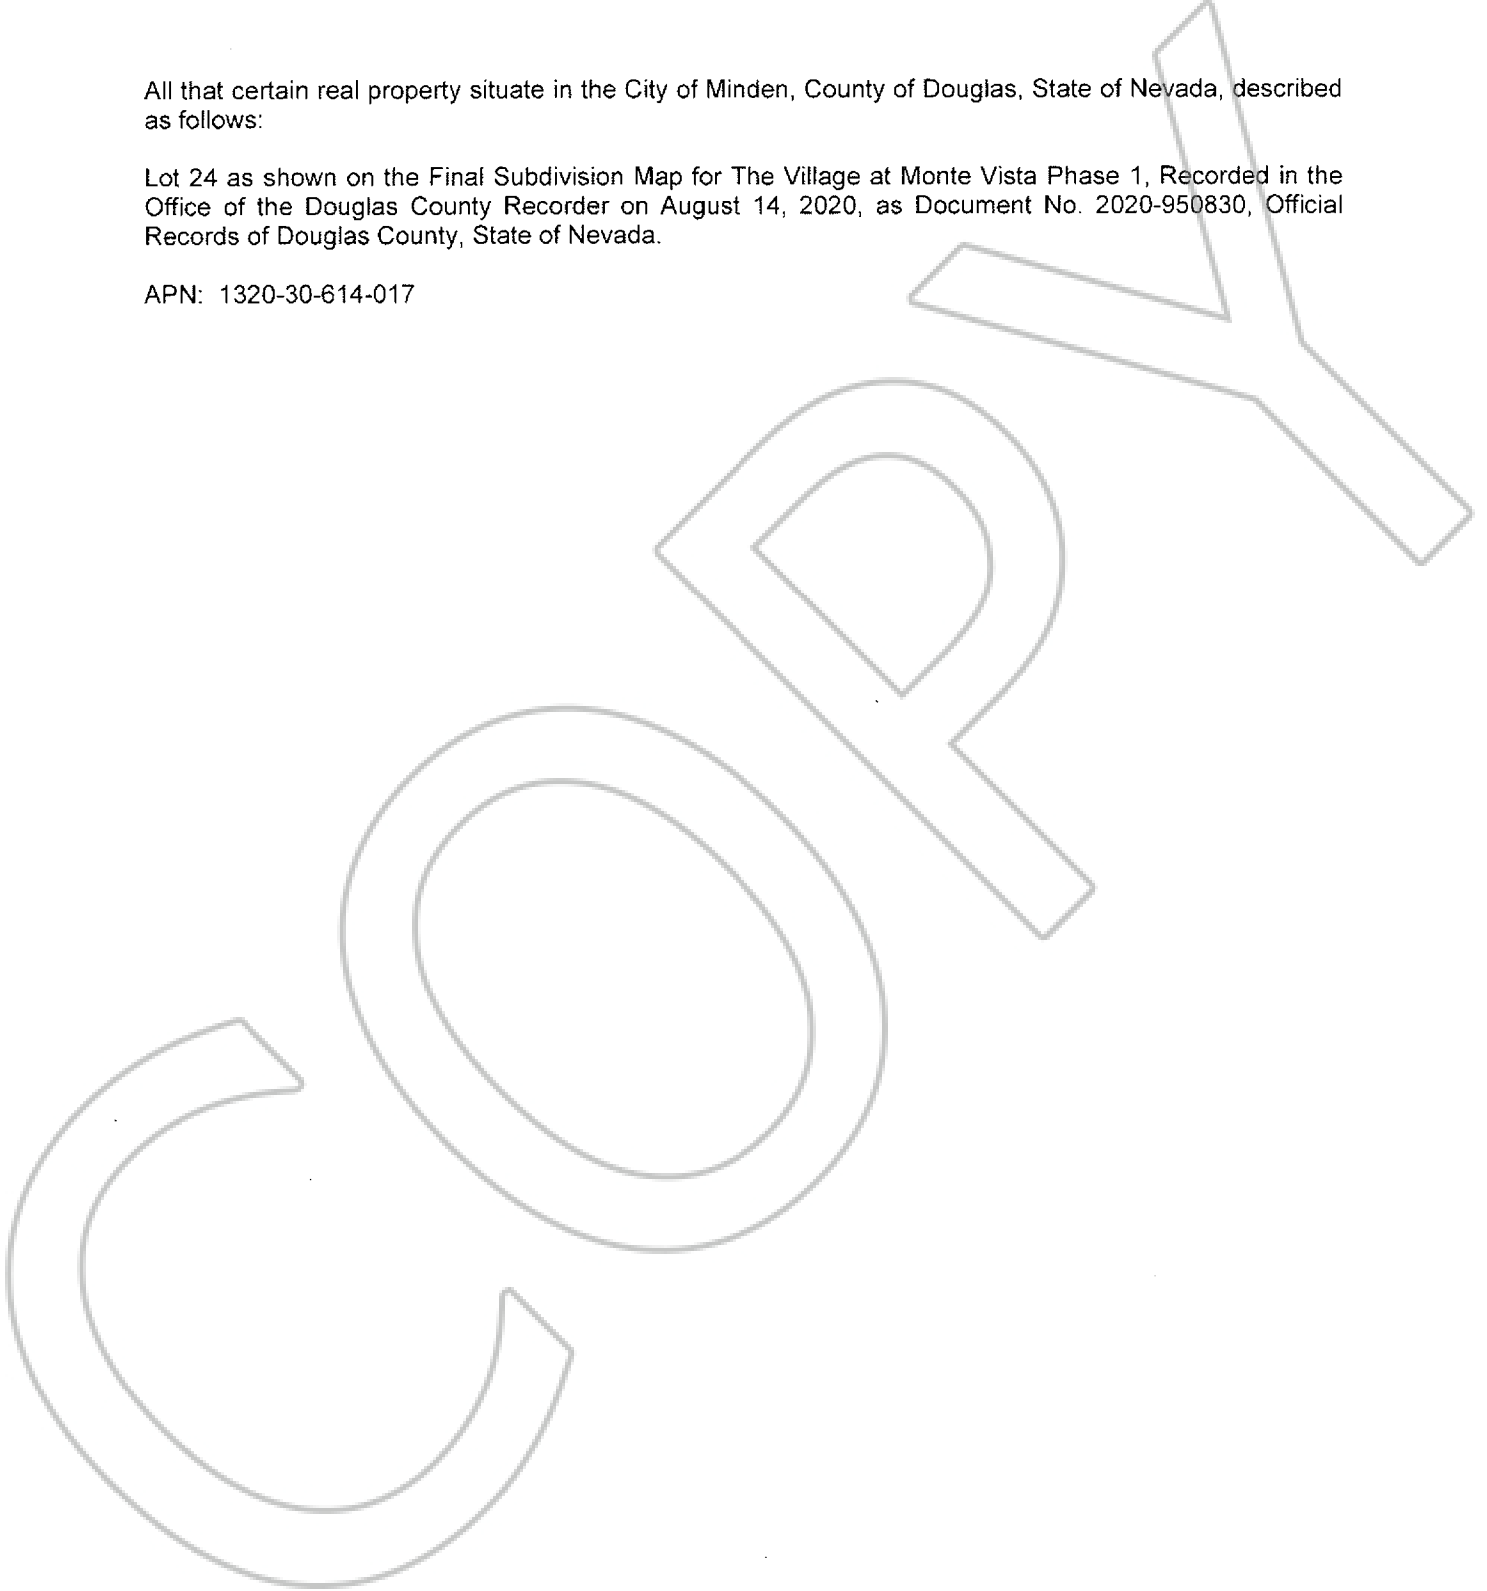 All that certain real property situate in the City of Minden, County of Douglas, State of Nevada, described
as follows:
Lot 24 as shown on the Final Subdivision Map for The Village at Monte Vista Phase 1, Recorded in the
Office of the Douglas County Recorder on August 14, 2020, as Document No. 2020-950830, Official
Records of Douglas County, State of Nevada.
APN: 1320-30-614-017
COPY